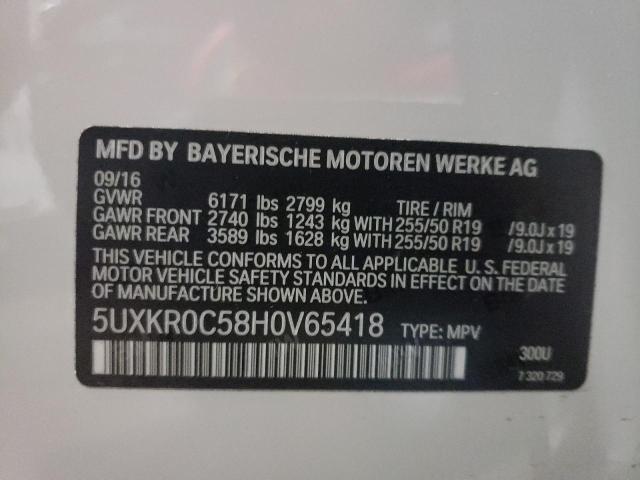 MFD BY BAYERISCHE MOTOREN WERKE AG
09/16
GVWR 6171 lbs 2799 kg TIRE / RIM
GAWR FRONT 2740 lbs 1243 kg WITH 255/50 R19 /9.0J x 19
GAWR REAR 3589 lbs 1628 kg WITH 255/50 R19 /9.0J x 19
THIS VEHICLE CONFORMS TO ALL APPLICABLE U. S. FEDERAL
MOTOR VEHICLE SAFETY STANDARDS IN EFFECT ON THE
DATE OF MANUFACTURE SHOWN ABOVE.
5UXKR0C58H0V65418 TYPE: MPV
300U
7 320 729